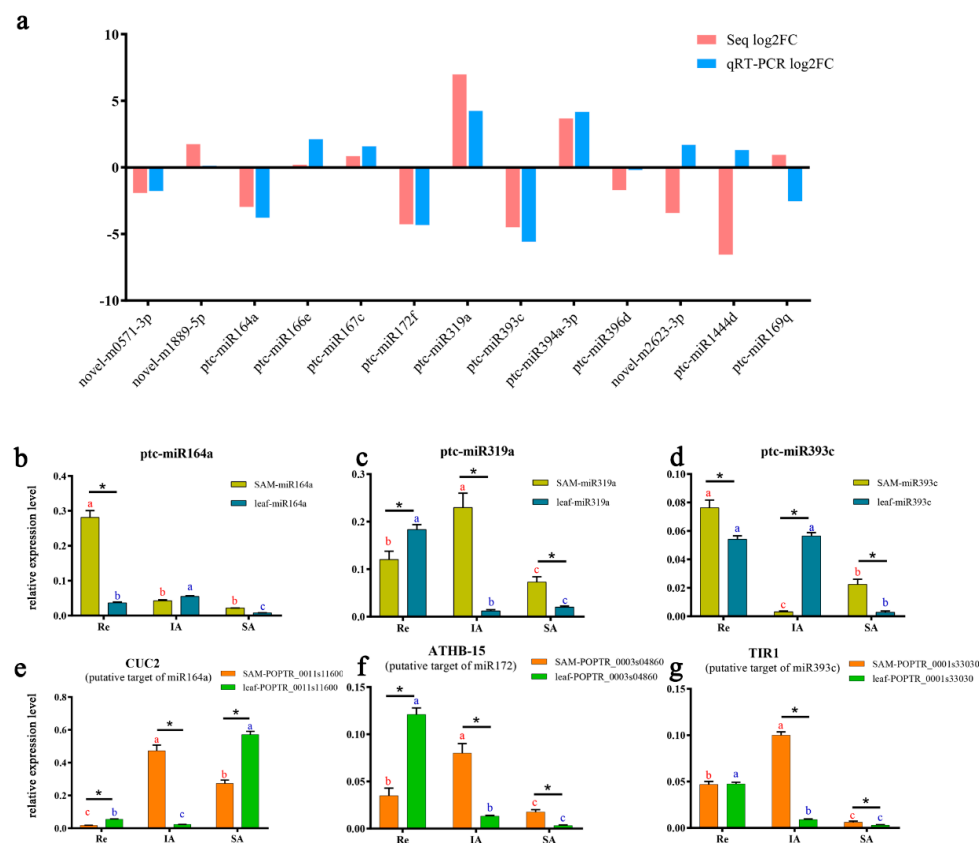 a
Seq log2FC
qRT-PCR log2FC
10
5
0
-5
-10
novel-m0571-3p
novel-m1889-5p
ptc-miR164a
ptc-miR166e
ptc-miR167c
ptc-miR172f
ptc-miR319a
ptc-miR393c
ptc-miR394a-3p
ptc-miR396d
novel-m2623-3p
ptc-miR1444d
ptc-miR169q
b
ptc-miR164a
relative expression level
0.4
0.3
0.2
0.1
0.0
SAM-miR164a
leaf-miR164a
*
a
b
b
a
b
c
Re
IA
SA
c
ptc-miR319a
0.3
0.2
0.1
0.0
SAM-miR319a
leaf-miR319a
*
*
*
b
a
a
b
c
c
Re
IA
SA
d
ptc-miR393c
0.10
0.08
0.06
0.04
0.02
0.00
SAM-miR393c
leaf-miR393c
*
*
*
a
a
c
a
b
b
Re
IA
SA
e
CUC2
(putative target of miR164a)
relative expression level
0.8
0.6
0.4
0.2
0.0
SAM-POPTR_0011s11600
leaf-POPTR_0011s11600
*
*
*
c
b
a
c
b
a
Re
IA
SA
f
ATHB-15
(putative target of miR172)
0.15
0.10
0.05
0.00
SAM-POPTR_0003s04860
leaf-POPTR_0003s04860
*
*
*
b
a
a
b
c
c
Re
IA
SA
g
TIR1
(putative target of miR393c)
0.15
0.10
0.05
0.00
SAM-POPTR_0001s33030
leaf-POPTR_0001s33030
*
*
b
a
a
b
c
c
Re
IA
SA